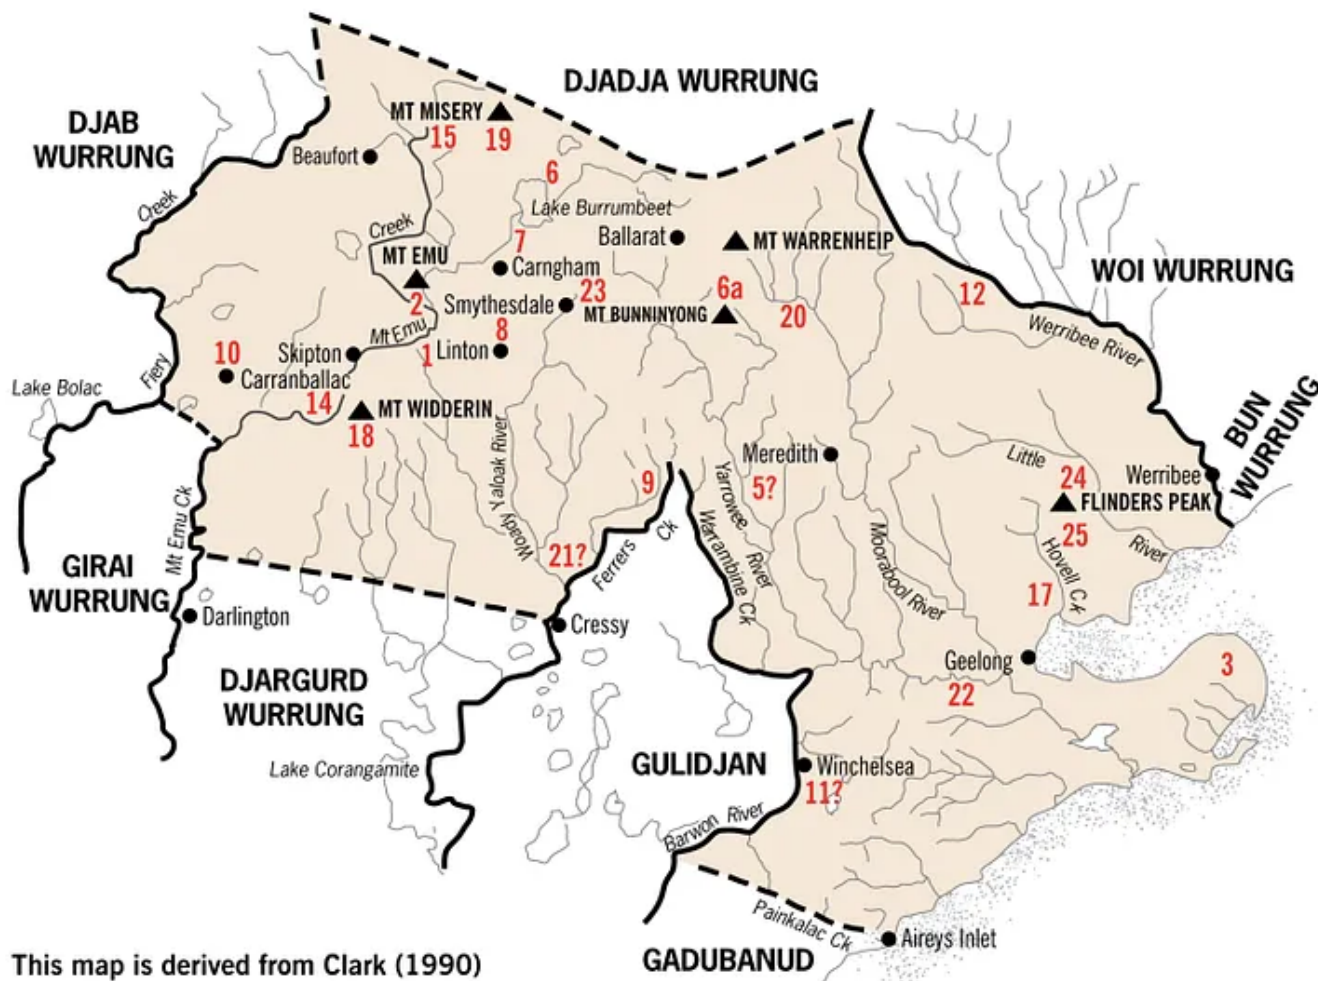 DJADJA WURRUNG
DJAB
WURRUNG
MT MISERY
15
19
Beaufort
6
Creek
Lake Burrumbeet
Creek
Ballarat
MT WARRENHEIP
7
MT EMU
Carngham
WOI WURRUNG
2
Smythesdale
23
MT BUNNINYONG
6a
20
12
Werribee River
8
Mt Emu
1
Linton
Skipton
10
Carranballac
Fiery
Lake Bolac
14
MT WIDDERIN
18
BUN
WURRUNG
Woady Yaloak River
Meredith
Little
24
Werribee
9
5?
FLINDERS PEAK
Yarrowee
River
Warrambine Ck
Moorabool River
25
River
Mt Emu Ck
21?
Ferrers
Ck
Hovell Ck
GIRAI
WURRUNG
17
Darlington
Cressy
Geelong
3
DJARGURD
WURRUNG
22
GULIDJAN
Winchelsea
Lake Corangamite
11?
Barwon River
Painkalac Ck
Aireys Inlet
GADUBANUD
This map is derived from Clark (1990)